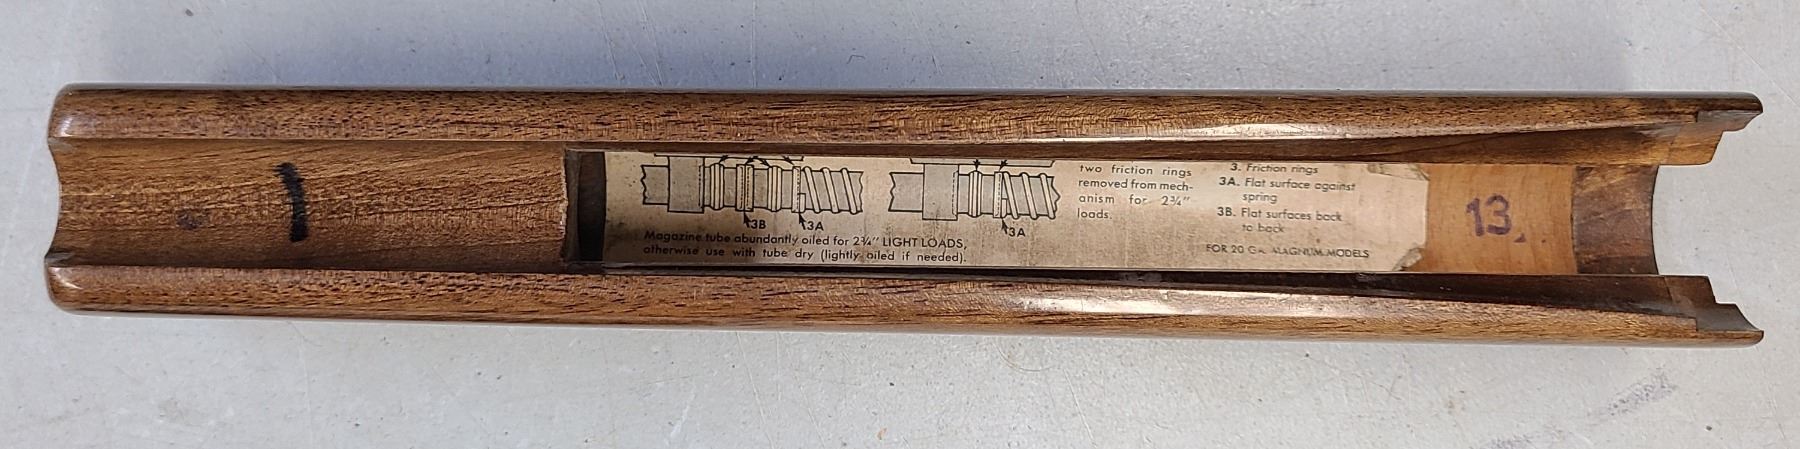 3B 3A
Magazine tube abundantly oiled for 2¾" LIGHT LOADS,
otherwise use with tube dry (lightly oiled if needed).
3A
two friction rings
removed from mech-
anism for 2¾"
loads.
3. Friction rings
3A. Flat surface against
spring
3B. Flat surfaces back
to back
FOR 20 GA. MAGNUM MODELS
13